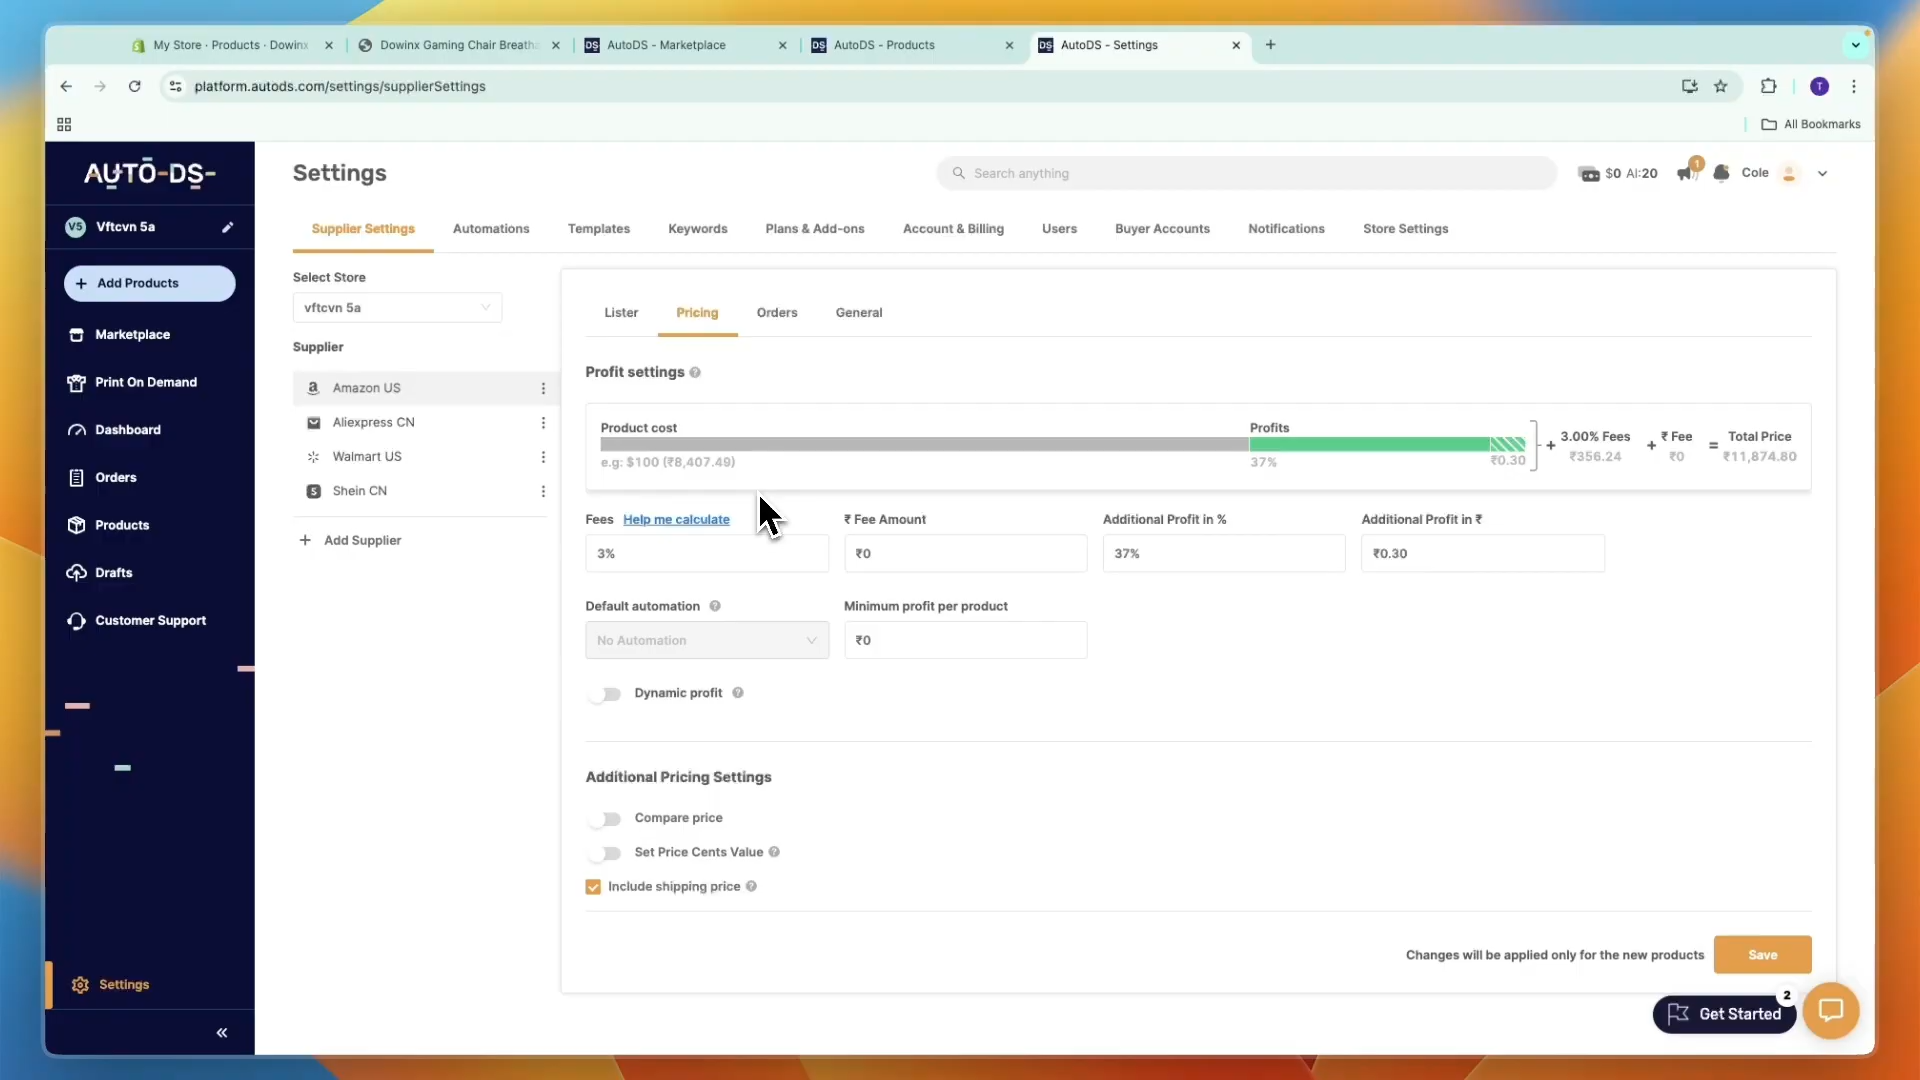 My Store · Products · Dowinx
Dowinx Gaming Chair Breatha
AutoDS - Marketplace
AutoDS - Products
AutoDS - Settings
platform.autods.com/settings/supplierSettings
T
All Bookmarks
AUTO-DS-
Settings
Search anything
$0 AI:20
1
Cole
V5 Vftcvn 5a
Supplier Settings
Automations
Templates
Keywords
Plans & Add-ons
Account & Billing
Users
Buyer Accounts
Notifications
Store Settings
+ Add Products
Marketplace
Print On Demand
Dashboard
Orders
Products
Drafts
Customer Support
Settings
Select Store
vftcvn 5a
Supplier
Amazon US
Aliexpress CN
Walmart US
Shein CN
+ Add Supplier
Lister
Pricing
Orders
General
Profit settings
Product cost
Profits
e.g: $100 (₹8,407.49)
37%
₹0.30
+ 3.00% Fees
₹356.24
+ ₹ Fee
₹0
= Total Price
₹11,874.80
Fees Help me calculate
3%
₹ Fee Amount
₹0
Additional Profit in %
37%
Additional Profit in ₹
₹0.30
Default automation
No Automation
Minimum profit per product
₹0
Dynamic profit
Additional Pricing Settings
Compare price
Set Price Cents Value
Include shipping price
Changes will be applied only for the new products
Save
Get Started
2